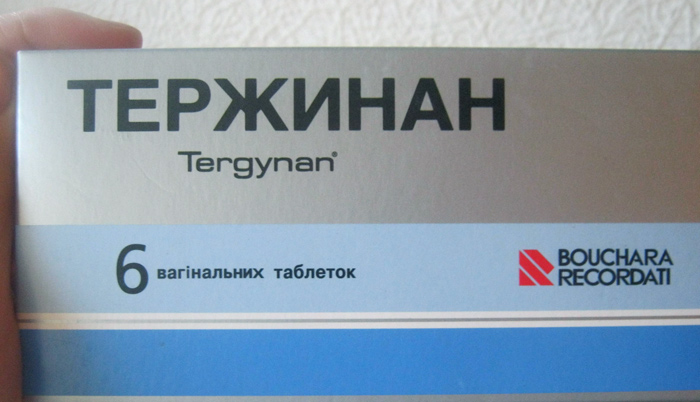 ТЕРЖИНАН
Tergynan®
6 вагінальних таблеток
BOUCHARA
RECORDATI